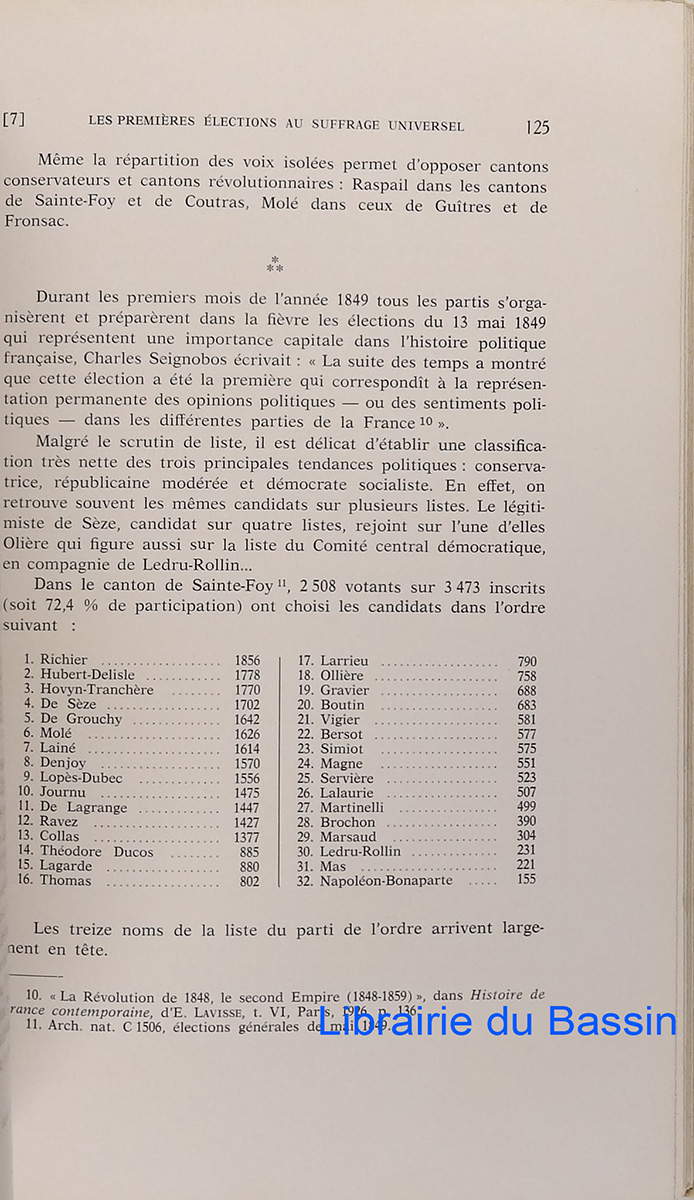 [7] LES PREMIÈRES ÉLECTIONS AU SUFFRAGE UNIVERSEL 125
Même la répartition des voix isolées permet d'opposer cantons
conservateurs et cantons révolutionnaires : Raspail dans les cantons
de Sainte-Foy et de Coutras, Molé dans ceux de Guîtres et de
Fronsac.
*
**
Durant les premiers mois de l'année 1849 tous les partis s'orga-
nisèrent et préparèrent dans la fièvre les élections du 13 mai 1849
qui représentent une importance capitale dans l'histoire politique
française, Charles Seignobos écrivait : « La suite des temps a montré
que cette élection a été la première qui correspondît à la représen-
tation permanente des opinions politiques — ou des sentiments poli-
tiques — dans les différentes parties de la France 10 ».
Malgré le scrutin de liste, il est délicat d'établir une classifica-
tion très nette des trois principales tendances politiques : conserva-
trice, républicaine modérée et démocrate socialiste. En effet, on
retrouve souvent les mêmes candidats sur plusieurs listes. Le légiti-
miste de Sèze, candidat sur quatre listes, rejoint sur l'une d'elles
Olière qui figure aussi sur la liste du Comité central démocratique,
en compagnie de Ledru-Rollin...
Dans le canton de Sainte-Foy 11, 2 508 votants sur 3 473 inscrits
(soit 72,4 % de participation) ont choisi les candidats dans l'ordre
suivant :
1. Richier ................... 1856
2. Hubert-Delisle ............ 1778
3. Hovyn-Tranchère ........ 1770
4. De Sèze ................... 1702
5. De Grouchy .............. 1642
6. Molé ..................... 1626
7. Lainé ..................... 1614
8. Denjoy ................... 1570
9. Lopès-Dubec ............. 1556
10. Journu ................... 1475
11. De Lagrange ............. 1447
12. Ravez .................... 1427
13. Collas .................... 1377
14. Théodore Ducos ........ 885
15. Lagarde .................. 880
16. Thomas .................. 802
17. Larrieu ................... 790
18. Ollière .................... 758
19. Gravier ................... 688
20. Boutin ................... 683
21. Vigier .................... 581
22. Bersot .................... 577
23. Simiot .................... 575
24. Magne ................... 551
25. Servière .................. 523
26. Lalaurie .................. 507
27. Martinelli ................ 499
28. Brochon .................. 390
29. Marsaud ................. 304
30. Ledru-Rollin .............. 231
31. Mas ...................... 221
32. Napoléon-Bonaparte ..... 155
Les treize noms de la liste du parti de l'ordre arrivent large-
nent en tête.
10. « La Révolution de 1848, le second Empire (1848-1859) », dans Histoire de
rance contemporaine, d'E. LAVISSE, t. VI, Paris, 1926, p. 136.
11. Arch. nat. C 1506, élections générales de mai 1849.
Librairie du Bassin